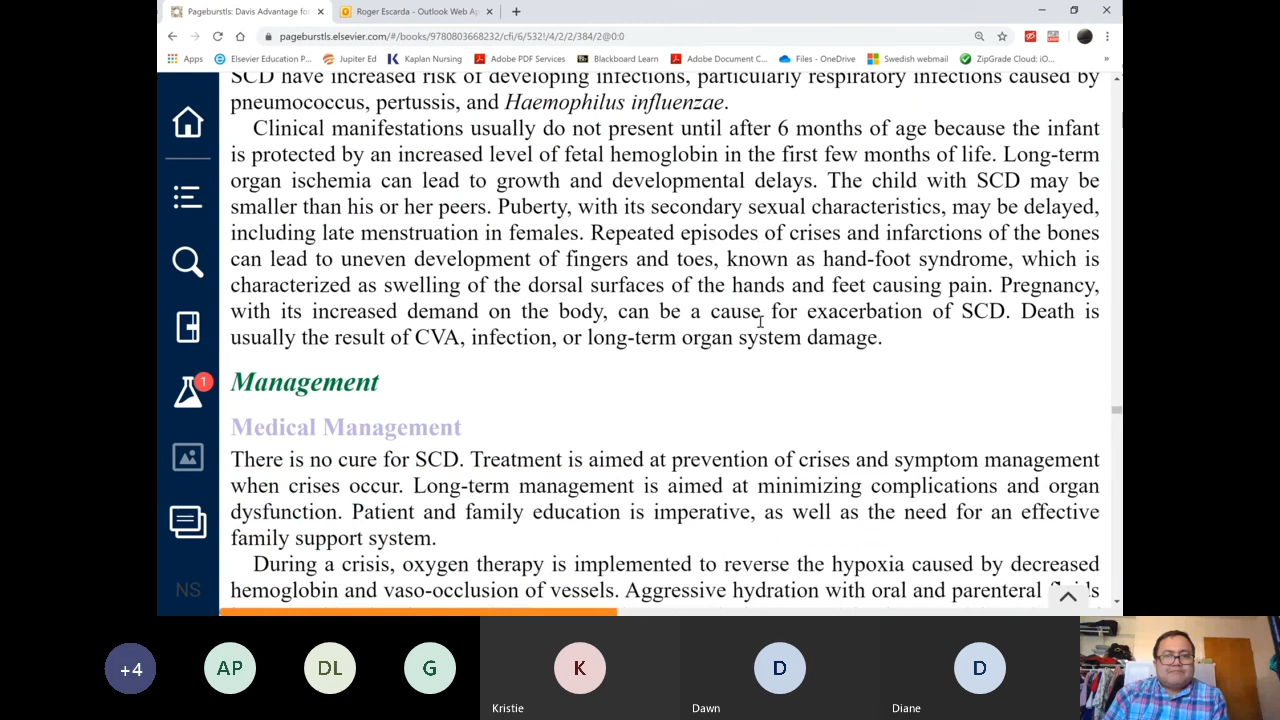 Pageburstls: Davis Advantage for
Roger Escarda - Outlook Web Ap
pageburstls.elsevier.com/#/books/9780803668232/cfi/6/532!/4/2/2/384/2@0:0
Apps
Elsevier Education P...
Jupiter Ed
Kaplan Nursing
Adobe PDF Services
Blackboard Learn
Adobe Document C...
Files - OneDrive
Swedish webmail
ZipGrade Cloud: iO...
»
SCD have increased risk of developing infections, particularly respiratory infections caused by
pneumococcus, pertussis, and Haemophilus influenzae.
Clinical manifestations usually do not present until after 6 months of age because the infant
is protected by an increased level of fetal hemoglobin in the first few months of life. Long-term
organ ischemia can lead to growth and developmental delays. The child with SCD may be
smaller than his or her peers. Puberty, with its secondary sexual characteristics, may be delayed,
including late menstruation in females. Repeated episodes of crises and infarctions of the bones
can lead to uneven development of fingers and toes, known as hand-foot syndrome, which is
characterized as swelling of the dorsal surfaces of the hands and feet causing pain. Pregnancy,
with its increased demand on the body, can be a cause for exacerbation of SCD. Death is
usually the result of CVA, infection, or long-term organ system damage.
Management
Medical Management
There is no cure for SCD. Treatment is aimed at prevention of crises and symptom management
when crises occur. Long-term management is aimed at minimizing complications and organ
dysfunction. Patient and family education is imperative, as well as the need for an effective
family support system.
During a crisis, oxygen therapy is implemented to reverse the hypoxia caused by decreased
hemoglobin and vaso-occlusion of vessels. Aggressive hydration with oral and parenteral
1
NS
+4
AP
DL
G
K
D
D
Kristie
Dawn
Diane